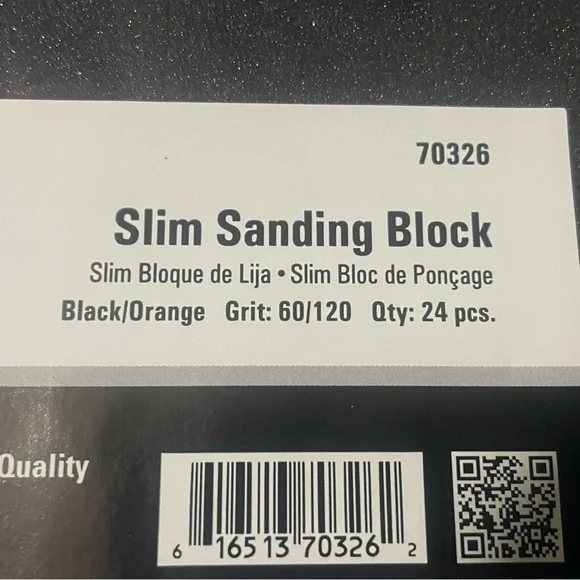 70326
Slim Sanding Block
Slim Bloque de Lija • Slim Bloc de Ponçage
Black/Orange Grit: 60/120 Qty: 24 pcs.
Quality
6 16513 70326 2